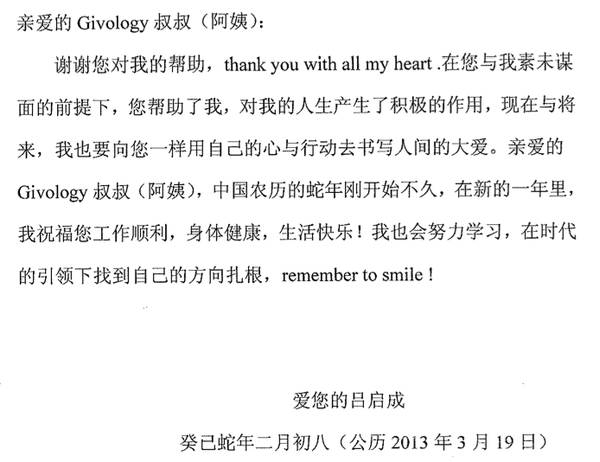 亲爱的 Givology 叔叔（阿姨）：
谢谢您对我的帮助，thank you with all my heart .在您与我素未谋
面的前提下，您帮助了我，对我的人生产生了积极的作用，现在与将
来，我也要向您一样用自己的心与行动去书写人间的大爱。亲爱的
Givology 叔叔（阿姨），中国农历的蛇年刚开始不久，在新的一年里，
我祝福您工作顺利，身体健康，生活快乐！我也会努力学习，在时代
的引领下找到自己的方向扎根，remember to smile！
爱您的吕启成
癸巳蛇年二月初八（公历 2013 年 3 月 19 日）